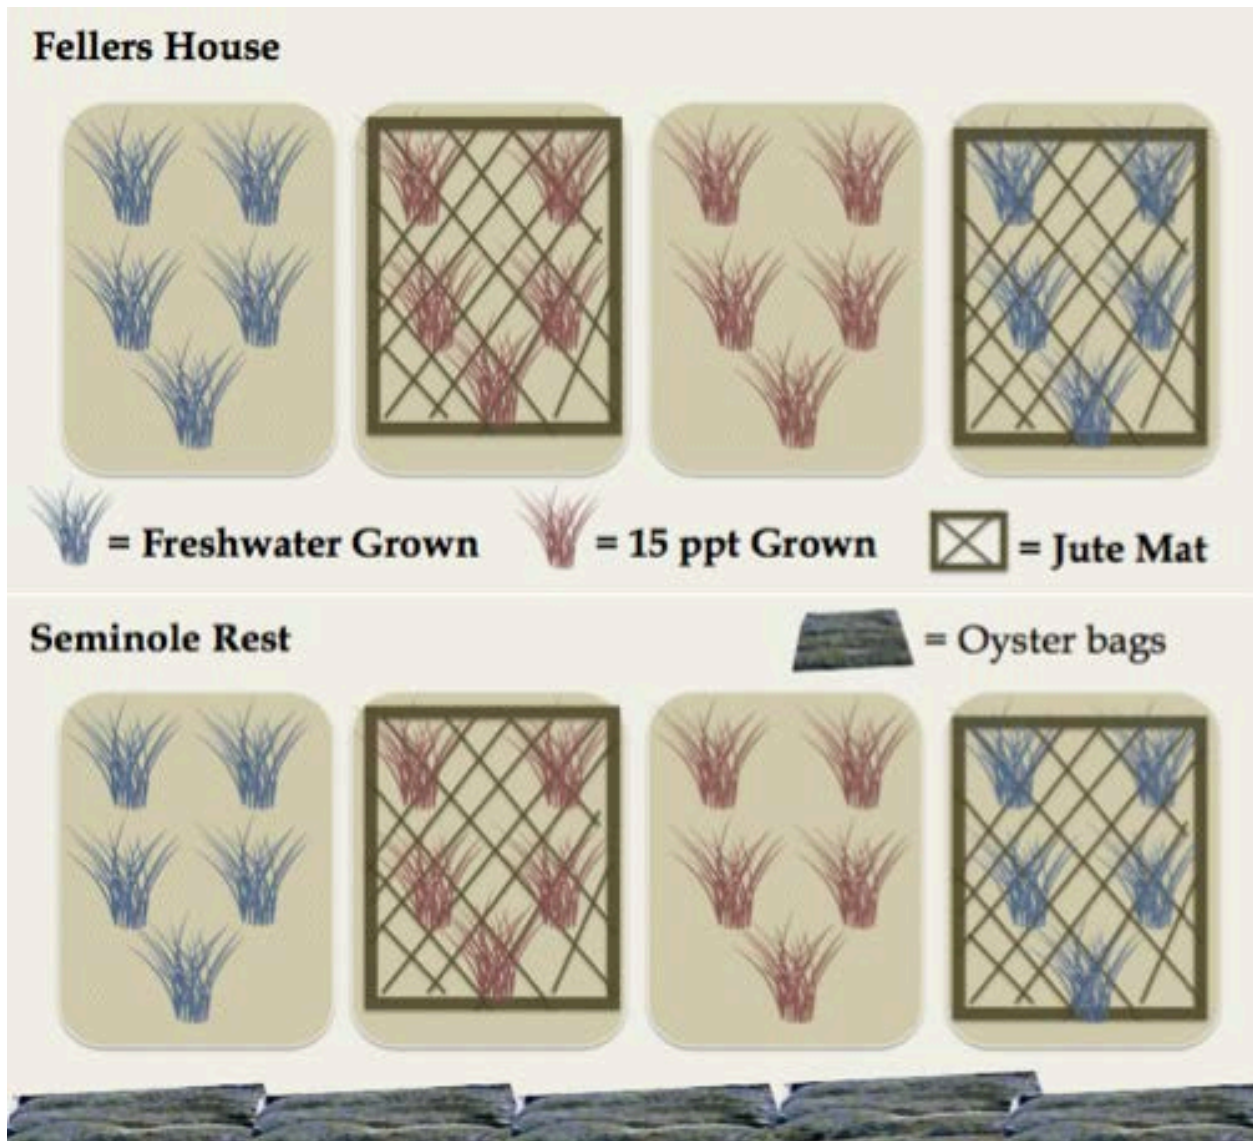 Fellers House
= Freshwater Grown = 15 ppt Grown = Jute Mat
Seminole Rest
= Oyster bags